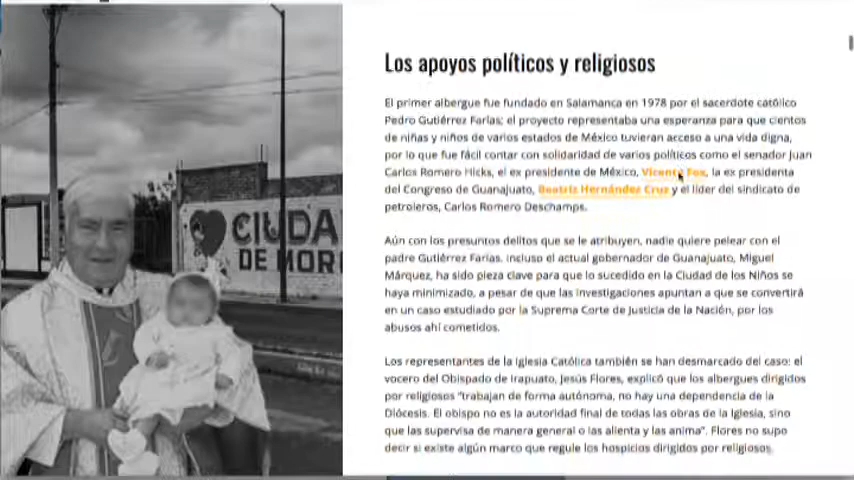 CIUDA
DE MOR
Los apoyos políticos y religiosos
El primer albergue fue fundado en Salamanca en 1978 por el sacerdote católico
Pedro Gutiérrez Farías; el proyecto representaba una esperanza para que cientos
de niñas y niños de varios estados de México tuvieran acceso a una vida digna,
por lo que fue fácil contar con solidaridad de varios políticos como el senador Juan
Carlos Romero Hicks, el ex presidente de México, Vicente Fox, la ex presidenta
del Congreso de Guanajuato, Beatriz Hernández Cruz y el líder del sindicato de
petroleros, Carlos Romero Deschamps.
Aún con los presuntos delitos que se le atribuyen, nadie quiere pelear con el
padre Gutiérrez Farías, incluso el actual gobernador de Guanajuato, Miguel
Márquez, ha sido pieza clave para que lo sucedido en la Ciudad de los Niños se
haya minimizado, a pesar de que las investigaciones apuntan a que se convertirá
en un caso estudiado por la Suprema Corte de Justicia de la Nación, por los
abusos ahí cometidos.
Los representantes de la Iglesia Católica también se han desmarcado del caso: el
vocero del Obispado de Irapuato, Jesús Flores, explicó que los albergues dirigidos
por religiosos "trabajan de forma autónoma, no hay una dependencia de la
Diócesis. El obispo no es la autoridad final de todas las obras de la Iglesia, sino
que las supervisa de manera general o las alienta y las anima". Flores no supo
decir si existe algún marco que regule los hospicios dirigidos por religiosos.